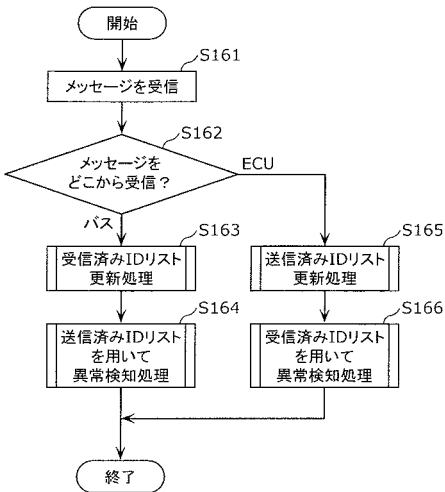 開始
S161
メッセージを受信
S162
メッセージを
どこから受信？
ECU
バス
S163
受信済みIDリスト
更新処理
S165
送信済みIDリスト
更新処理
S164
送信済みIDリスト
を用いて
異常検知処理
S166
受信済みIDリスト
を用いて
異常検知処理
終了